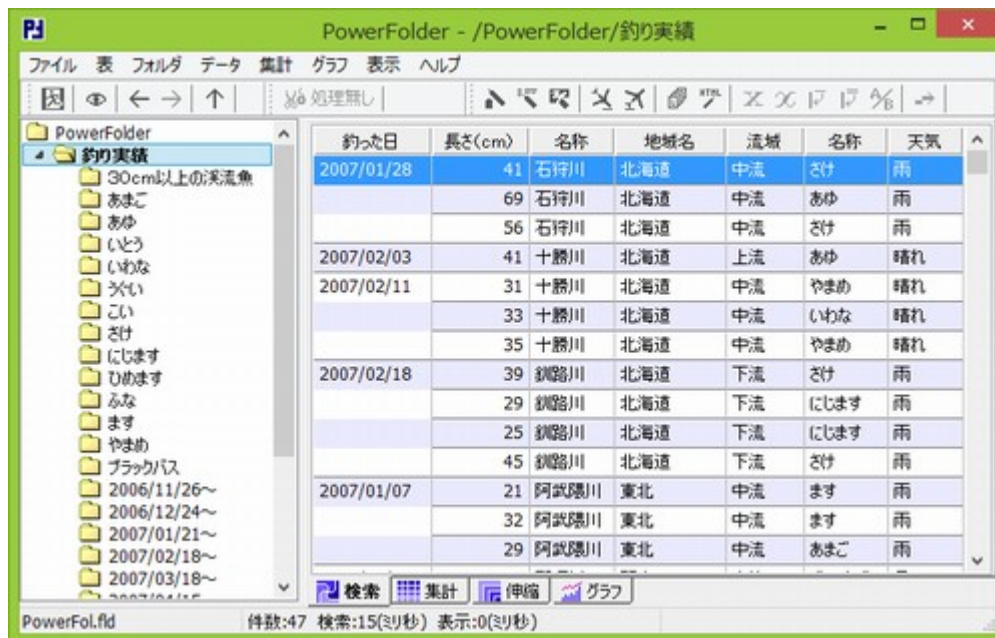 PowerFolder - /PowerFolder/釣り実績
ファイル 表 フォルダ データ 集計 グラフ 表示 ヘルプ
処理無し
PowerFolder
釣り実績
30cm以上の渓流魚
あまご
あゆ
いとう
いわな
うぐい
こい
さけ
にじます
ひめます
ふな
ます
やまめ
ブラックバス
2006/11/26～
2006/12/24～
2007/01/21～
2007/02/18～
2007/03/18～
釣った日 長さ(cm) 名称 地域名 流域 名称 天気
2007/01/28 41 石狩川 北海道 中流 さけ 雨
69 石狩川 北海道 中流 あゆ 雨
56 石狩川 北海道 中流 さけ 雨
2007/02/03 41 十勝川 北海道 上流 あゆ 晴れ
2007/02/11 31 十勝川 北海道 中流 やまめ 晴れ
33 十勝川 北海道 中流 いわな 晴れ
35 十勝川 北海道 中流 やまめ 晴れ
2007/02/18 39 釧路川 北海道 下流 さけ 雨
29 釧路川 北海道 下流 にじます 雨
25 釧路川 北海道 下流 にじます 雨
45 釧路川 北海道 下流 さけ 雨
2007/01/07 21 阿武隈川 東北 中流 ます 雨
32 阿武隈川 東北 中流 ます 雨
29 阿武隈川 東北 中流 あまご 雨
検索 集計 伸縮 グラフ
PowerFol.fld 件数:47 検索:15(ミリ秒) 表示:0(ミリ秒)